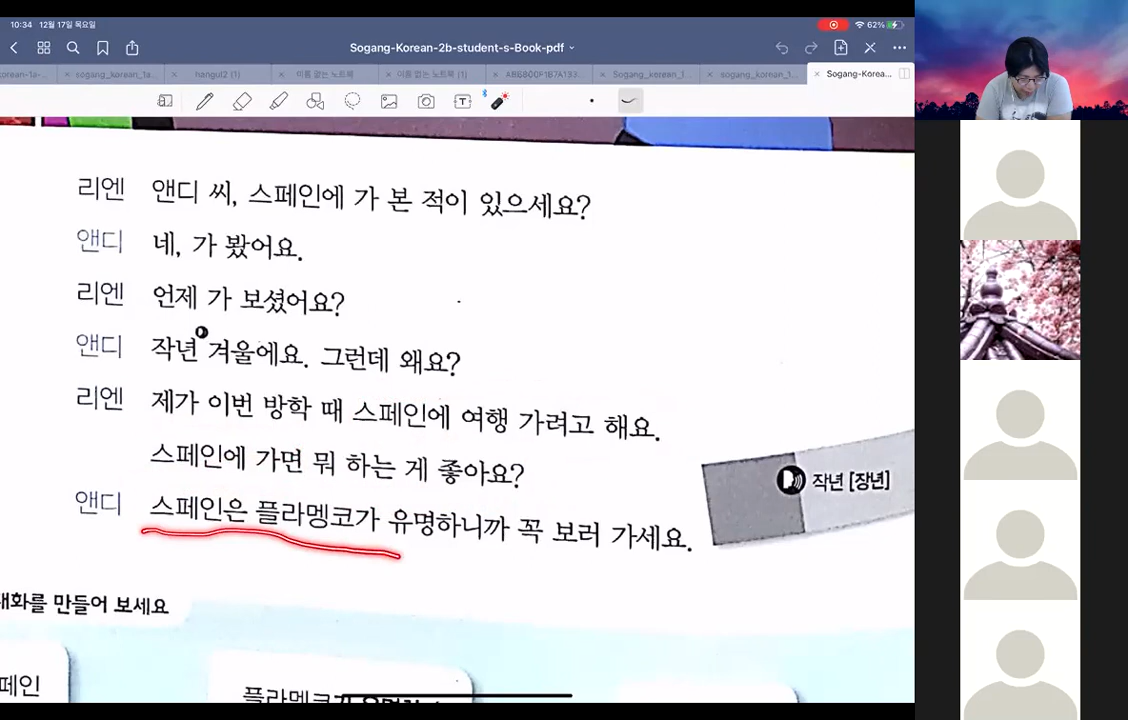 10:34 12월 17일 목요일
62%
Sogang-Korean-2b-student-s-Book-pdf
sogang_korean_1a...
hangul2 (1)
이름 없는 노트북
이름 없는 노트북 (1)
Sogang_korean_1...
sogang_korean_1...
Sogang-Korea...
리엔 앤디 씨, 스페인에 가 본 적이 있으세요?
앤디 네, 가 봤어요.
리엔 언제 가 보셨어요?
앤디 작년 겨울에요. 그런데 왜요?
리엔 제가 이번 방학 때 스페인에 여행 가려고 해요.
스페인에 가면 뭐 하는 게 좋아요?
작년 [장년]
앤디 스페인은 플라멩코가 유명하니까 꼭 보러 가세요.
대화를 만들어 보세요
페인